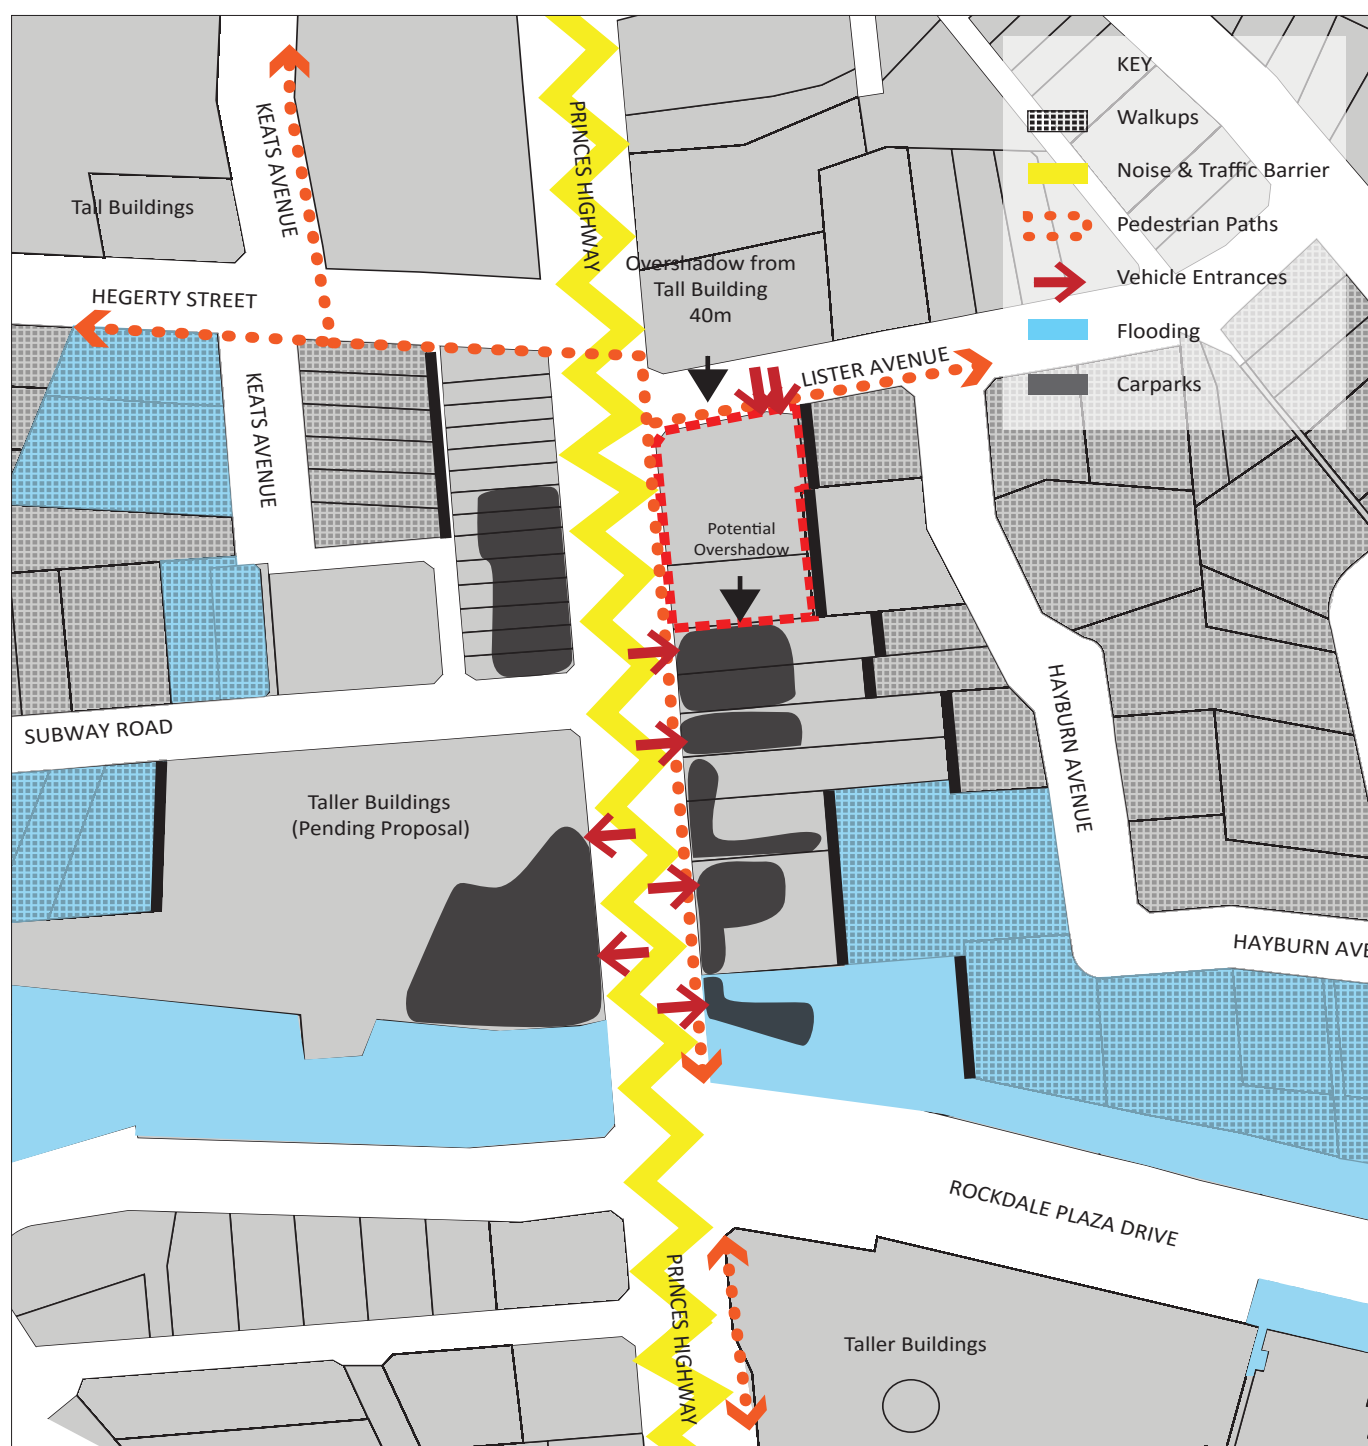 KEY
Walkups
Noise & Traffic Barrier
Pedestrian Paths
Vehicle Entrances
Flooding
Carparks
KEATS AVENUE
PRINCES HIGHWAY
Tall Buildings
Overshadow from
Tall Building
40m
HEGERTY STREET
LISTER AVENUE
KEATS AVENUE
Potential
Overshadow
SUBWAY ROAD
HAYBURN AVENUE
Taller Buildings
(Pending Proposal)
HAYBURN AVE
ROCKDALE PLAZA DRIVE
PRINCES HIGHWAY
Taller Buildings